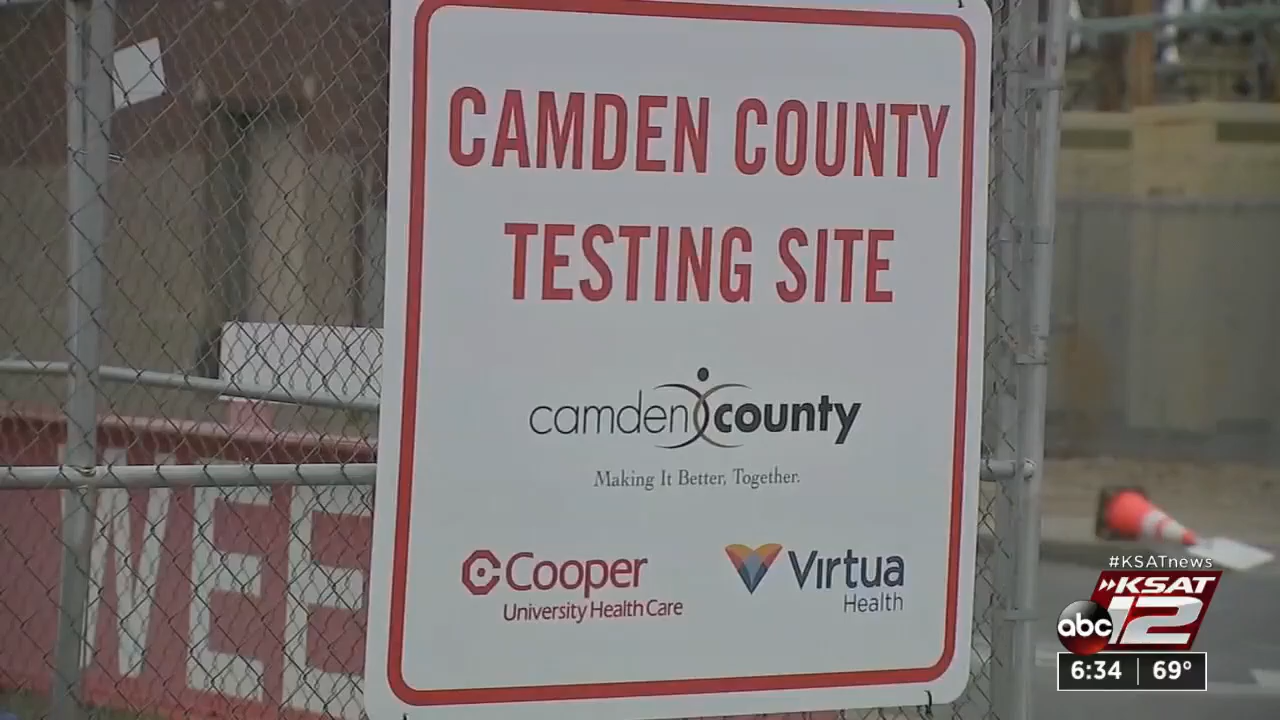 CAMDEN COUNTY
TESTING SITE
camden county
Making It Better, Together.
Cooper
University Health Care
Virtua
Health
WEE
#KSATnews
KSAT
abc 12
6:34 69°